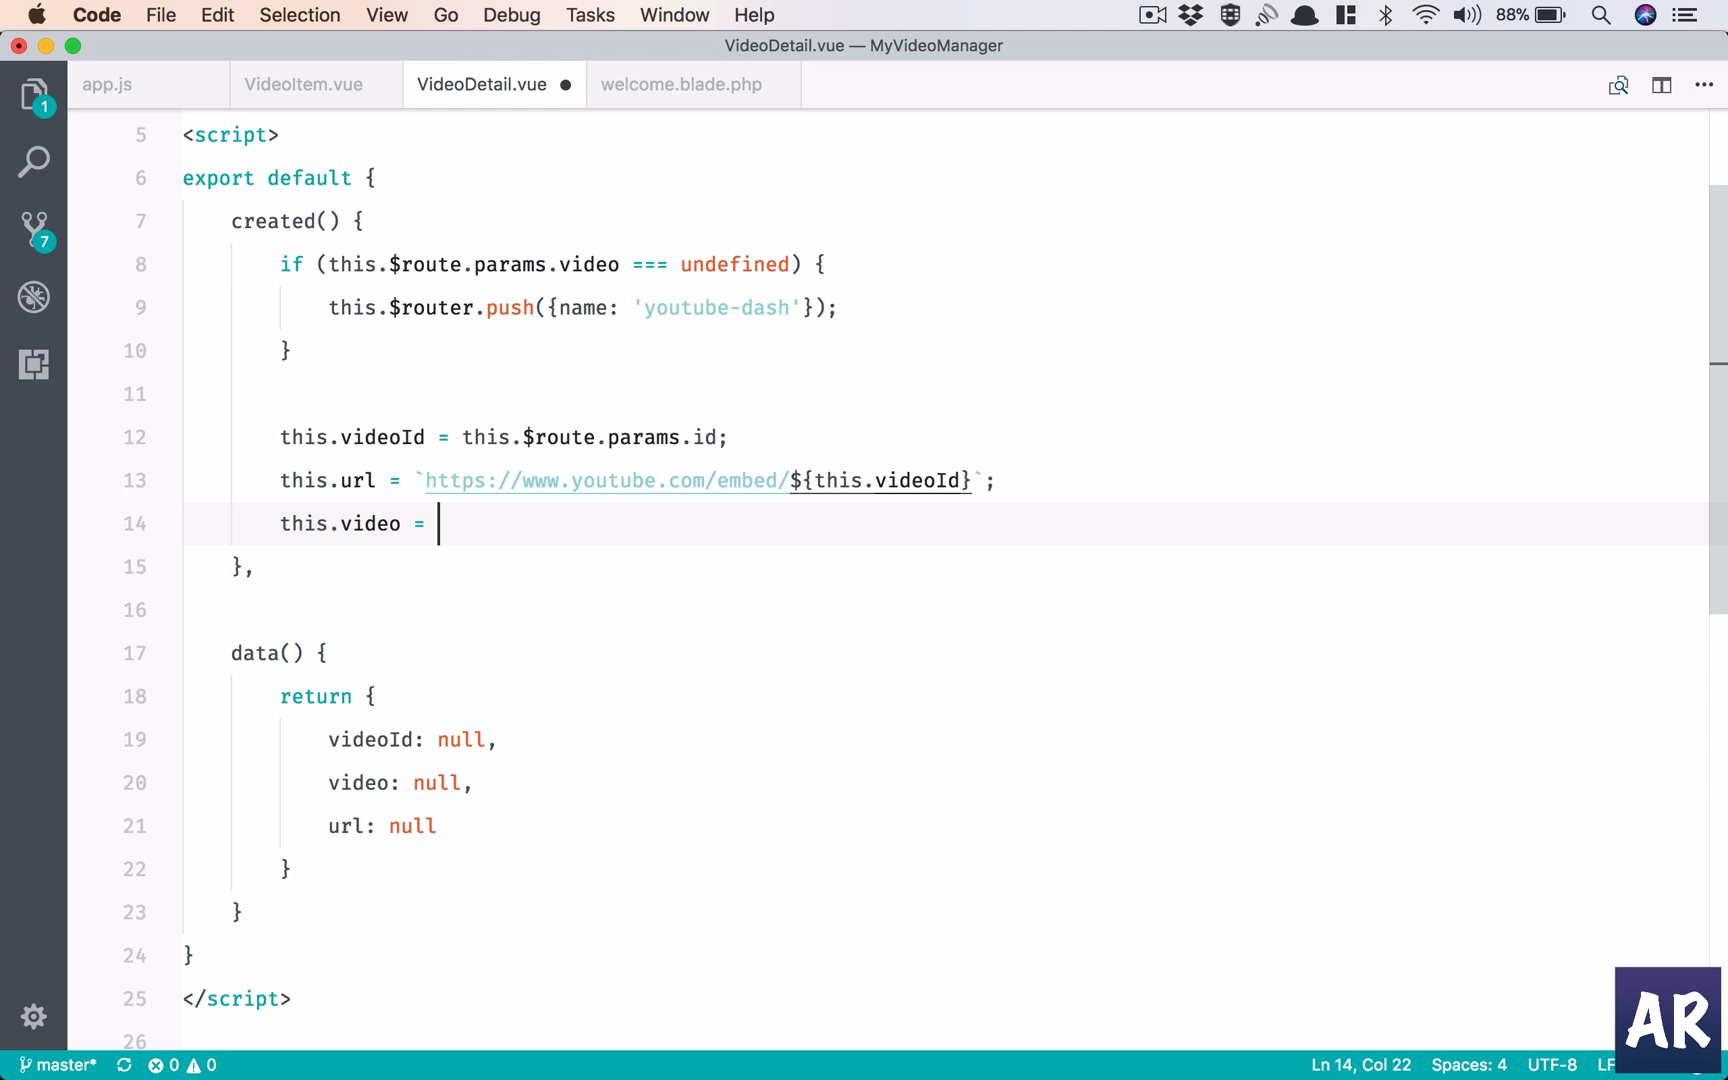 Code File Edit Selection View Go Debug Tasks Window Help 88%
VideoDetail.vue — MyVideoManager
app.js VideoItem.vue VideoDetail.vue welcome.blade.php
1
7
5 <script>
6 export default {
7 created() {
8 if (this.$route.params.video === undefined) {
9 this.$router.push({name: 'youtube-dash'});
10 }
11
12 this.videoId = this.$route.params.id;
13 this.url = `https://www.youtube.com/embed/${this.videoId}`;
14 this.video =
15 },
16
17 data() {
18 return {
19 videoId: null,
20 video: null,
21 url: null
22 }
23 }
24 }
25 </script>
26
AR
master* 0 0 Ln 14, Col 22 Spaces: 4 UTF-8 LF